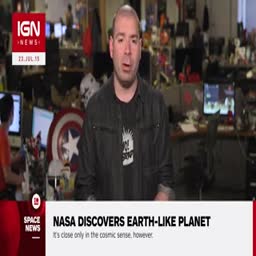 IGN
NEWS
23.JUL.15
SPACE
NEWS
NASA DISCOVERS EARTH-LIKE PLANET
It's close only in the cosmic sense, however.